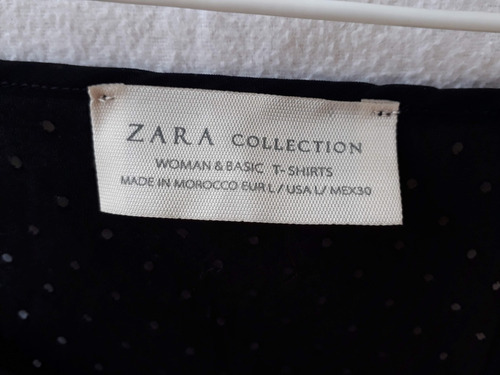 ZARA COLLECTION
WOMAN & BASIC T-SHIRTS
MADE IN MOROCCO EUR L / USA L/ MEX30